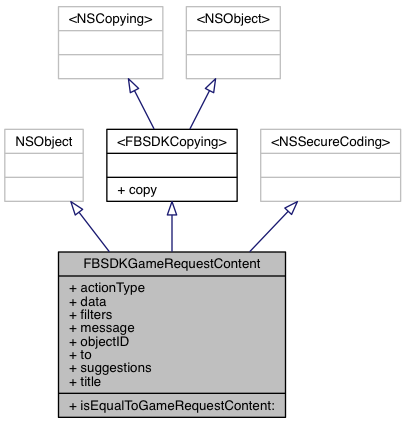 <NSCopying>
<NSObject>
NSObject
<FBSDKCopying>
+ copy
<NSSecureCoding>
FBSDKGameRequestContent
+ actionType
+ data
+ filters
+ message
+ objectID
+ to
+ suggestions
+ title
+ isEqualToGameRequestContent: